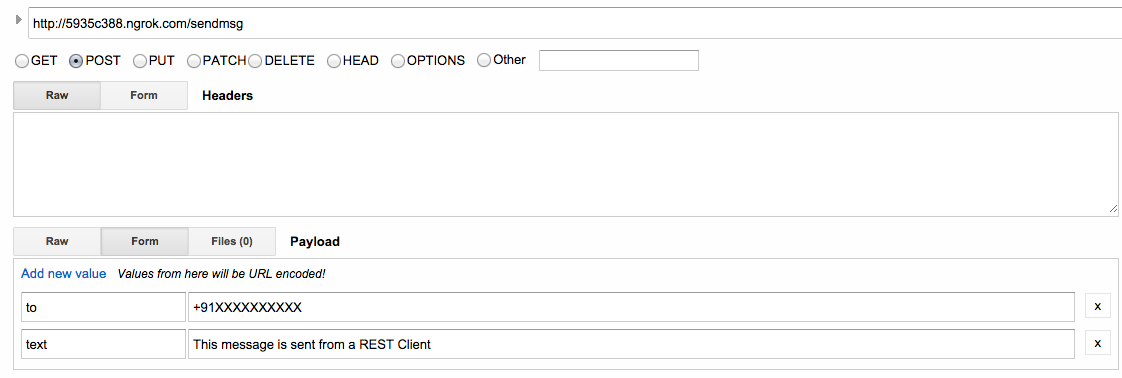 http://5935c388.ngrok.com/sendmsg
GET POST PUT PATCH DELETE HEAD OPTIONS Other
Raw Form Headers
Raw Form Files (0) Payload
Add new value Values from here will be URL encoded!
to +91XXXXXXXXXX x
text This message is sent from a REST Client x